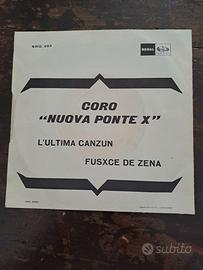 CORO
"NUOVA PONTE X"
L'ULTIMA CANZUN
FUSXCE DE ZENA
subito